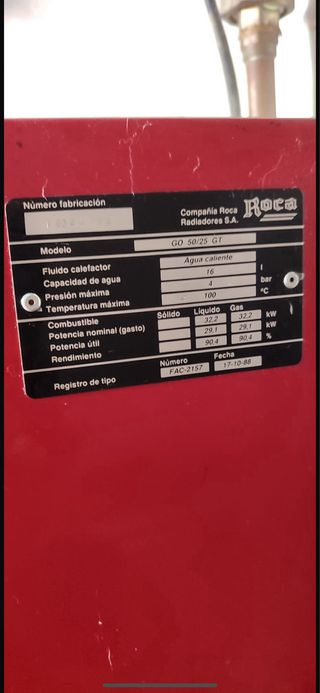 Número fabricación
Compañía Roca
Radiadores S.A.
Roca
Modelo
GO 50/25 GT
Fluido calefactor
Agua caliente
Capacidad de agua
16
l
Presión máxima
4
bar
Temperatura máxima
100
°C
Combustible
Sólido
Líquido
Gas
Potencia nominal (gasto)
32,2
32,2
kW
Potencia útil
29,1
29,1
kW
Rendimiento
90,4
90,4
%
Registro de tipo
Número
FAC-2157
Fecha
17-10-88